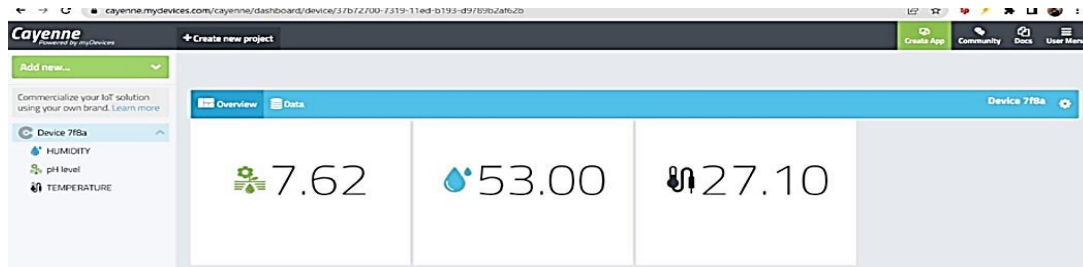 cayenne.mydevices.com/cayenne/dashboard/device/37b72700-7319-11ed-b193-d9789b2af62b
Cayenne
Powered by myDevices
+ Create new project
Create App
Community
Docs
User Menu
Add new...
Commercialize your IoT solution
using your own brand. Learn more
Overview
Data
Device 7f8a
Device 7f8a
HUMIDITY
pH level
TEMPERATURE
7.62
53.00
27.10